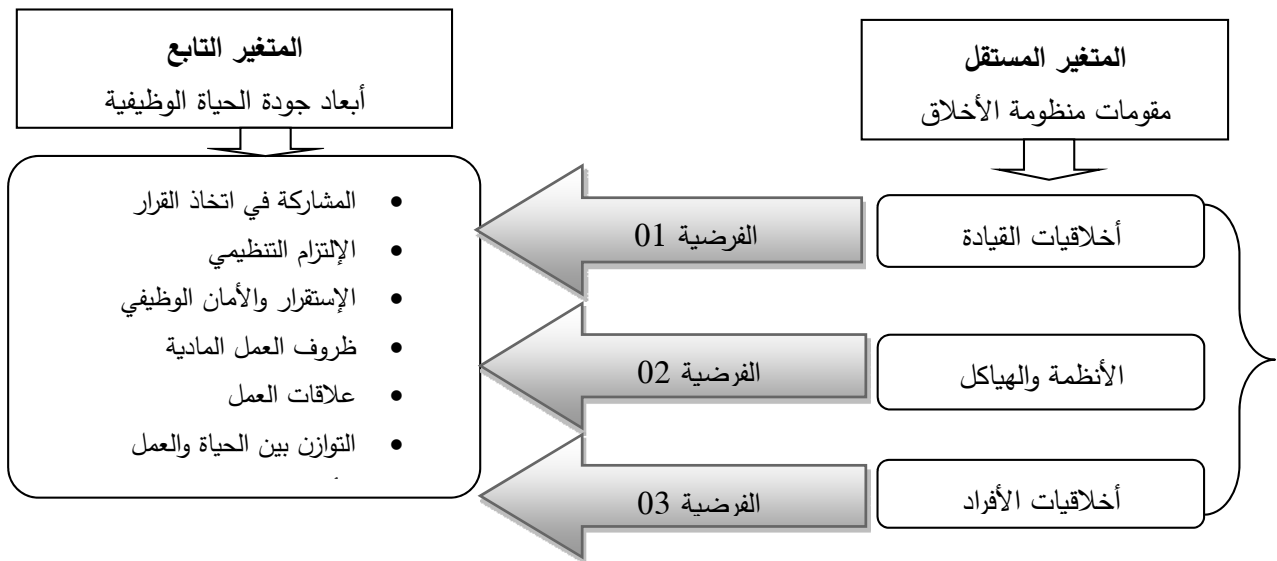 المتغير المستقل
مقومات منظومة الأخلاق
المتغير التابع
أبعاد جودة الحياة الوظيفية
أخلاقيات القيادة
الأنظمة والهياكل
أخلاقيات الأفراد
الفرضية 01
الفرضية 02
الفرضية 03
• المشاركة في اتخاذ القرار
• الإلتزام التنظيمي
• الإستقرار والأمان الوظيفي
• ظروف العمل المادية
• علاقات العمل
• التوازن بين الحياة والعمل